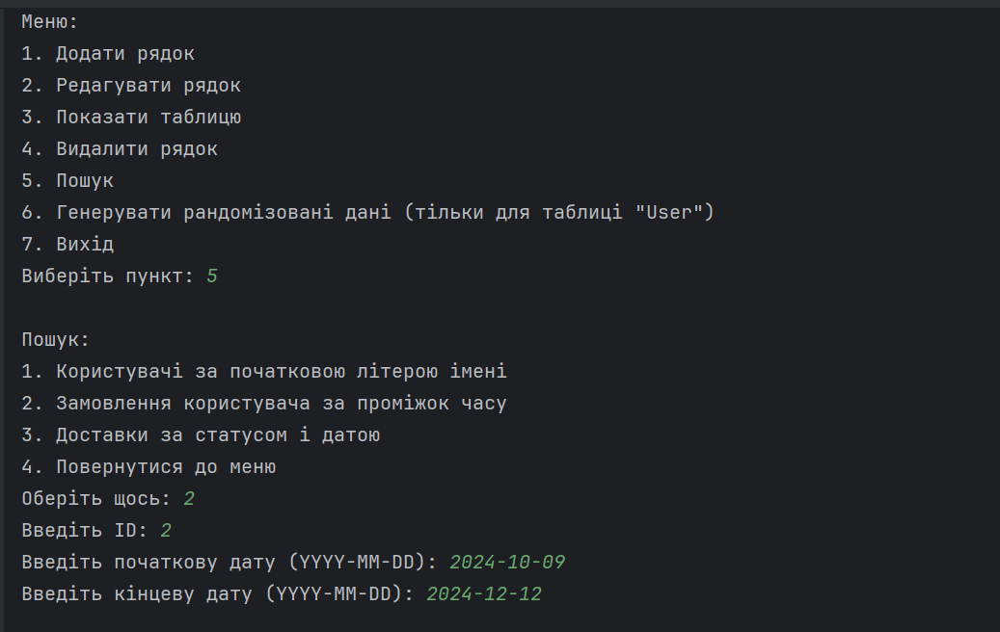 Меню:
1. Додати рядок
2. Редагувати рядок
3. Показати таблицю
4. Видалити рядок
5. Пошук
6. Генерувати рандомізовані дані (тільки для таблиці "User")
7. Вихід
Виберіть пункт: 5
Пошук:
1. Користувачі за початковою літерою імені
2. Замовлення користувача за проміжок часу
3. Доставки за статусом і датою
4. Повернутися до меню
Оберіть щось: 2
Введіть ID: 2
Введіть початкову дату (YYYY-MM-DD): 2024-10-09
Введіть кінцеву дату (YYYY-MM-DD): 2024-12-12